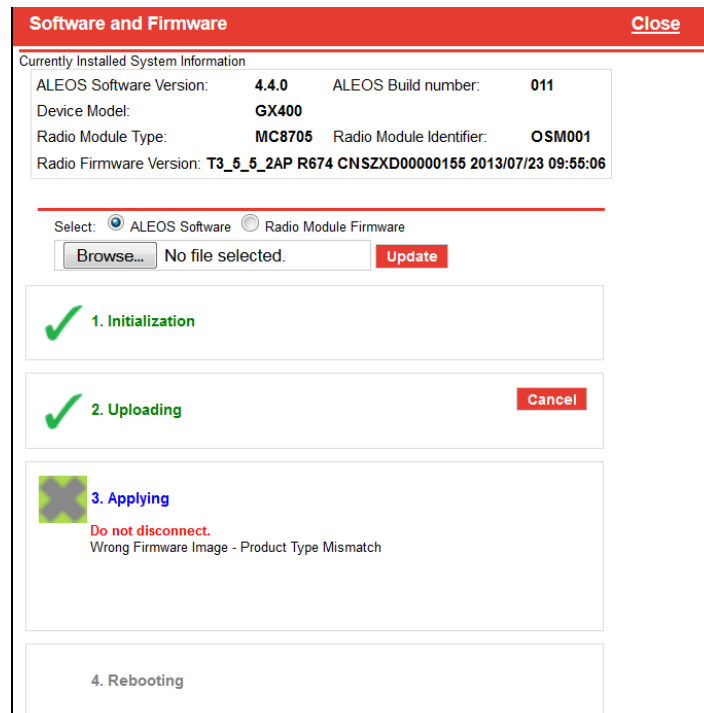 Software and Firmware Close
Currently Installed System Information
ALEOS Software Version: 4.4.0 ALEOS Build number: 011
Device Model: GX400
Radio Module Type: MC8705 Radio Module Identifier: OSM001
Radio Firmware Version: T3_5_5_2AP R674 CNSZXD00000155 2013/07/23 09:55:06
Select: ALEOS Software Radio Module Firmware
Browse... No file selected. Update
1. Initialization
2. Uploading Cancel
3. Applying
Do not disconnect.
Wrong Firmware Image - Product Type Mismatch
4. Rebooting